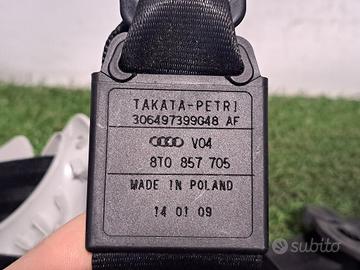 TAKATA-PETRI
306497399G48 AF
V04
8T0 857 705
MADE IN POLAND
14 01 09
subito